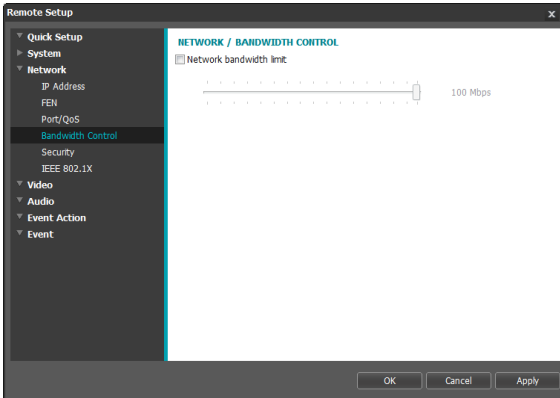 Remote Setup
x
Quick Setup
System
Network
IP Address
FEN
Port/QoS
Bandwidth Control
Security
IEEE 802.1X
Video
Audio
Event Action
Event
NETWORK / BANDWIDTH CONTROL
Network bandwidth limit
100 Mbps
OK
Cancel
Apply